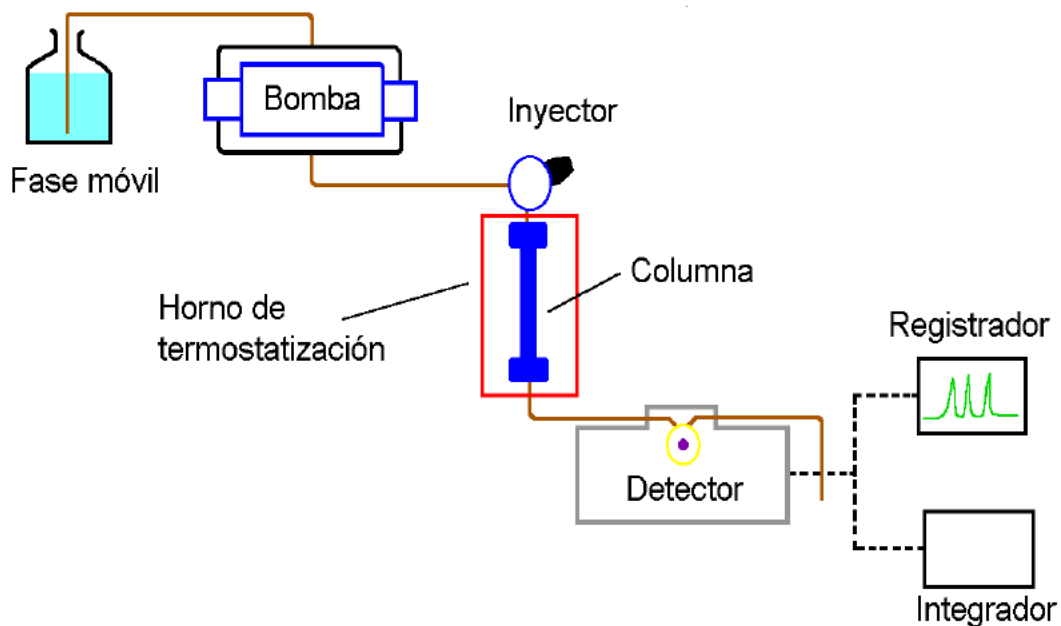 Bomba
Inyector
Fase móvil
Columna
Horno de
termostatización
Registrador
Detector
Integrador